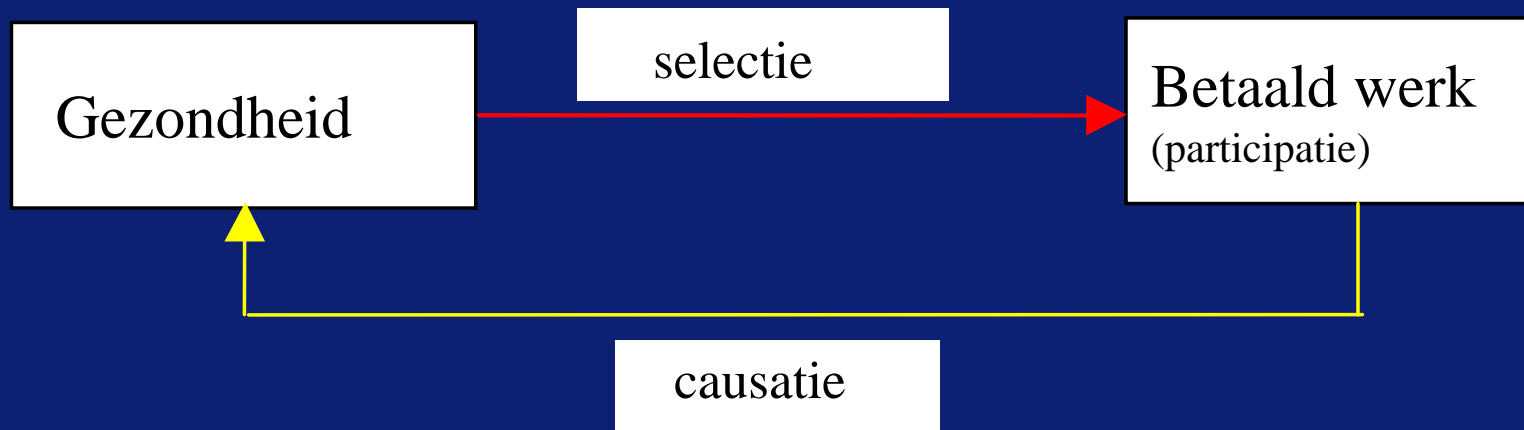 Gezondheid
selectie
Betaald werk
(participatie)
causatie